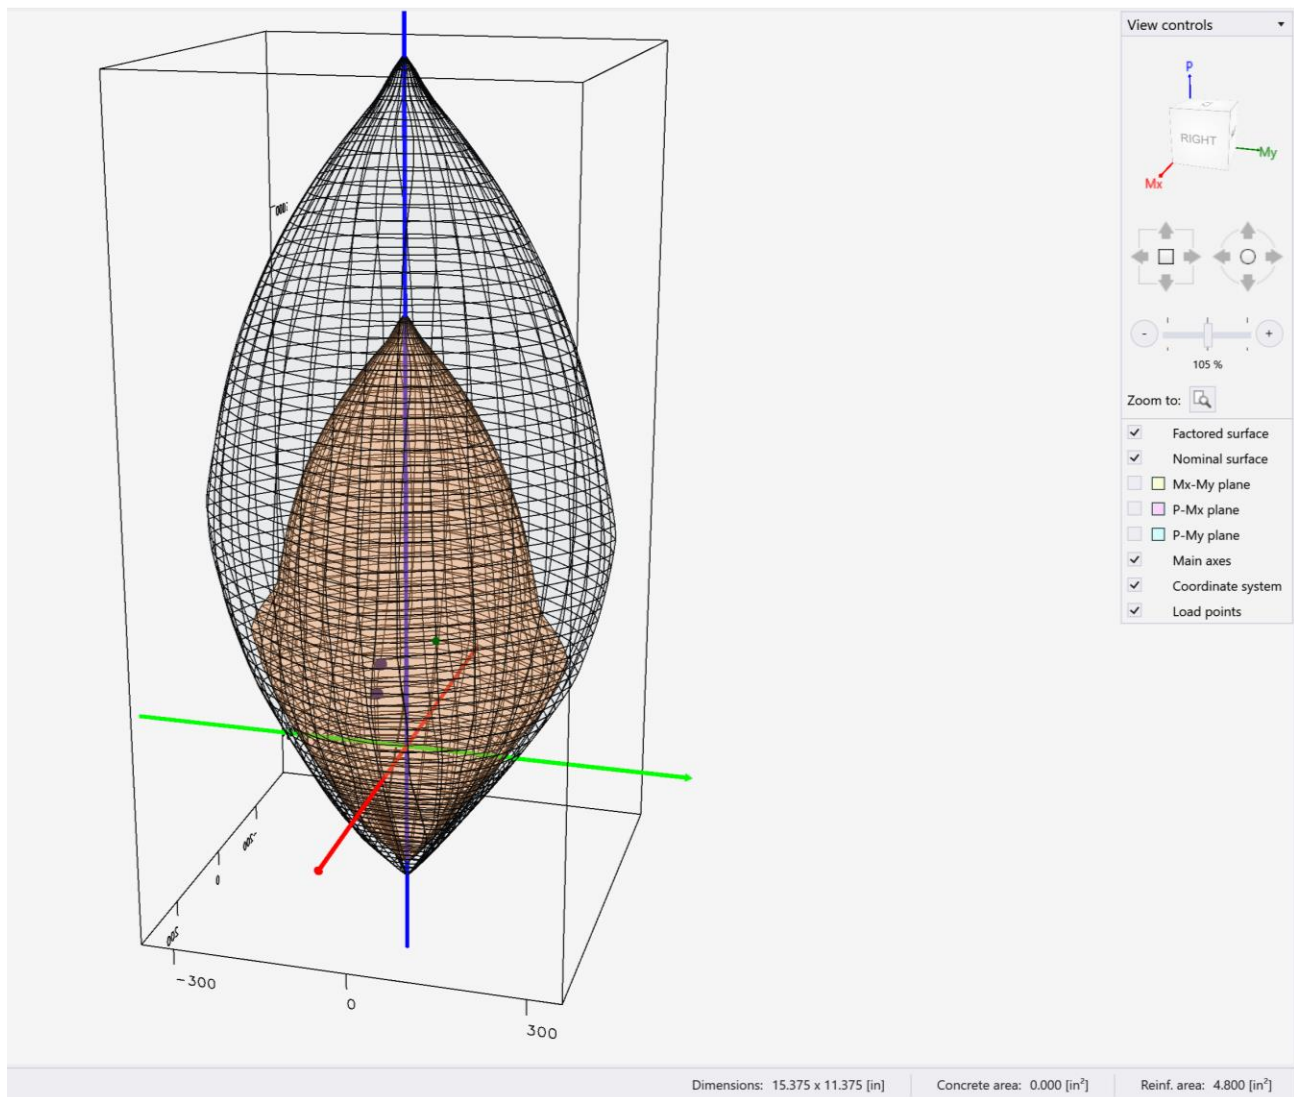 View controls
P
RIGHT
My
Mx
105 %
Zoom to:
Factored surface
Nominal surface
Mx-My plane
P-Mx plane
P-My plane
Main axes
Coordinate system
Load points
-500
0
500
-300
0
300
Dimensions: 15.375 x 11.375 [in]
Concrete area: 0.000 [in²]
Reinf. area: 4.800 [in²]